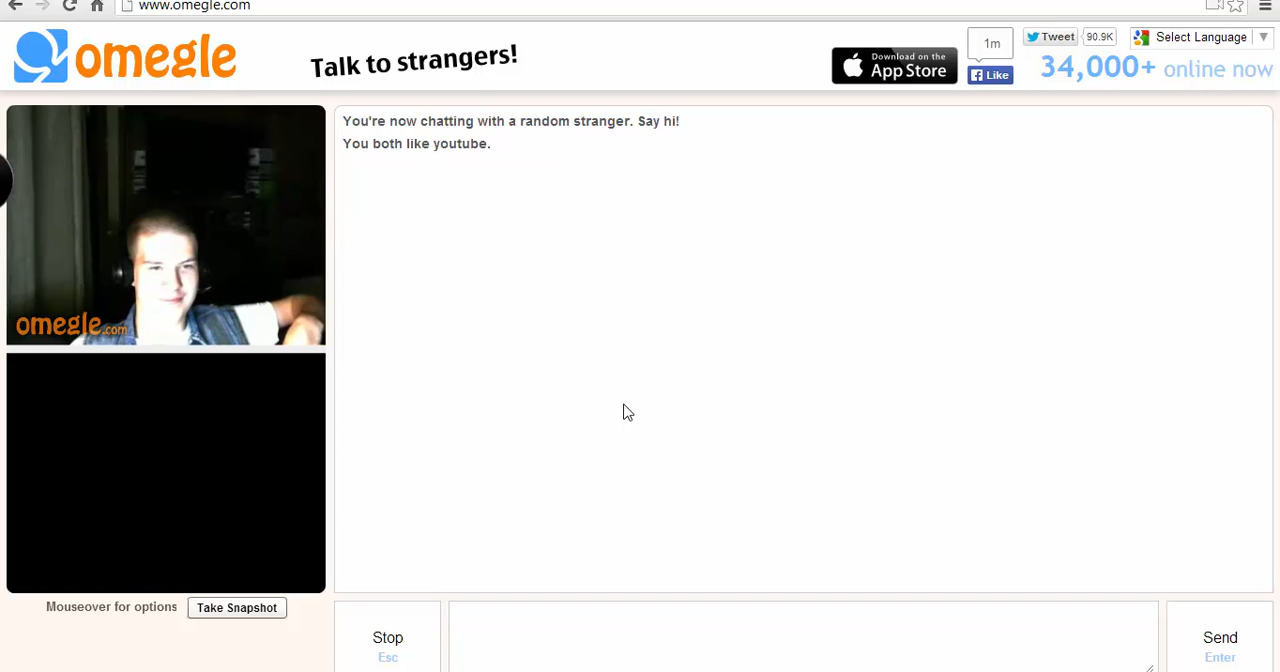 www.omegle.com
omegle
Talk to strangers!
Download on the
App Store
1m
Like
Tweet
90.9K
Select Language
34,000+ online now
omegle.com
You're now chatting with a random stranger. Say hi!
You both like youtube.
Mouseover for options
Take Snapshot
Stop
Esc
Send
Enter